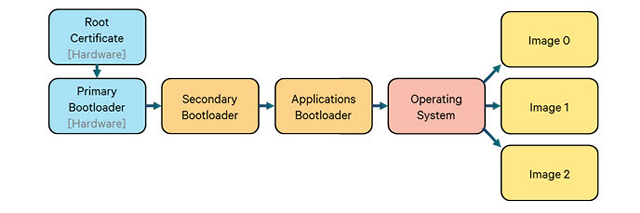 Root
Certificate
[Hardware]
Primary
Bootloader
[Hardware]
Secondary
Bootloader
Applications
Bootloader
Operating
System
Image 0
Image 1
Image 2